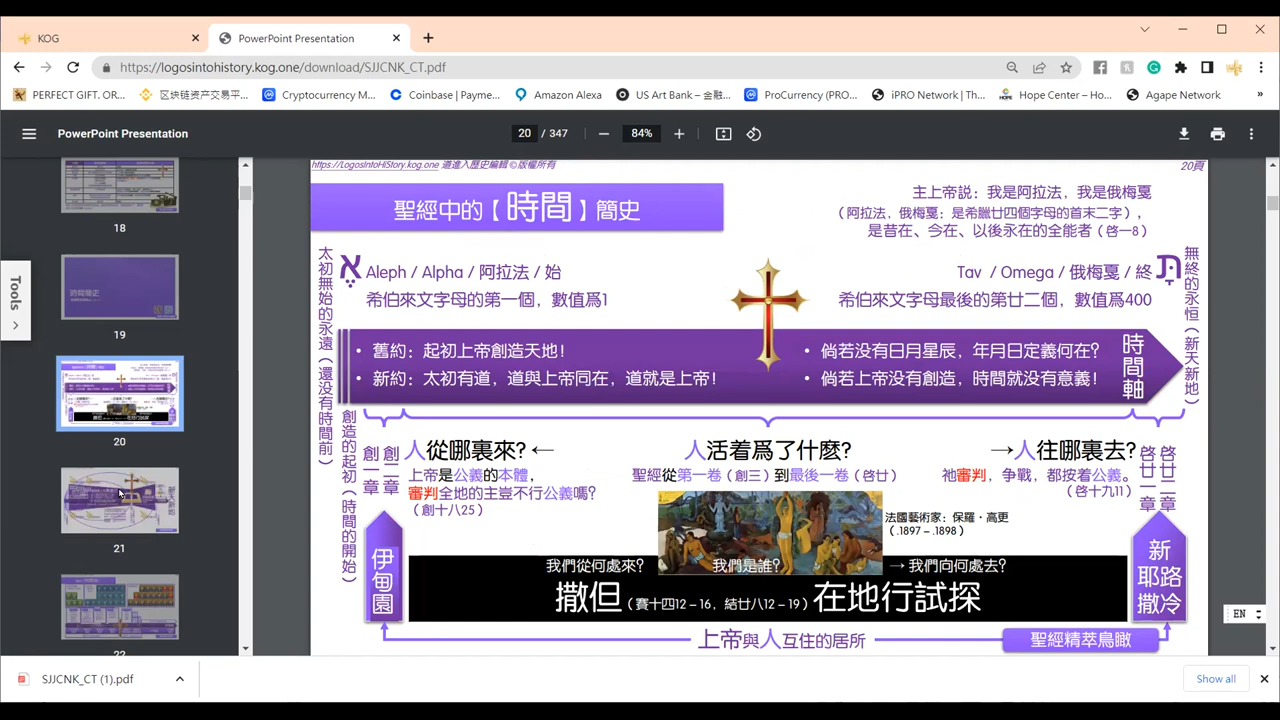 KOG
PowerPoint Presentation
https://logosintohistory.kog.one/download/SJJCNK_CT.pdf
PERFECT GIFT. OR...
区块链资产交易平...
Cryptocurrency M...
Coinbase | Payme...
Amazon Alexa
US Art Bank – 金融...
ProCurrency (PRO...
iPRO Network | Th...
Hope Center – Ho...
Agape Network
»
PowerPoint Presentation
20 / 347
84%
18
19
20
21
22
Tools
https://LogosIntoHiStory.kog.one 道進入歷史編輯©版權所有
20頁
聖經中的【時間】簡史
主上帝説：我是阿拉法，我是俄梅戛
（阿拉法，俄梅戛：是希臘廿四個字母的首末二字），
是昔在、今在、以後永在的全能者（啓一8）
太初無始的永遠（還没有時間前）
אֶ Aleph / Alpha / 阿拉法 / 始
希伯來文字母的第一個，數值爲1
Tav / Omega / 俄梅戛 / 終 תָּ
希伯來文字母最後的第廿二個，數值爲400
無終的永恒（新天新地）
• 舊約：起初上帝創造天地！
• 新約：太初有道，道與上帝同在，道就是上帝！
• 倘若没有日月星辰，年月日定義何在？
• 倘若上帝没有創造，時間就没有意義！
時間軸
創造的起初（時間的開始）
創一章
創二章
人從哪裏來？←
上帝是公義的本體，
審判全地的主豈不行公義嗎？
（創十八25）
人活着爲了什麼？
聖經從第一卷（創三）到最後一卷（啓廿）
→人往哪裏去？
祂審判，争戰，都按着公義。
（啓十九11）
啓廿一章
啓廿二章
法國藝術家：保羅・高更
（.1897 – .1898）
伊甸園
我們從何處來？
我們是誰？
→ 我們向何處去？
撒但（賽十四12 – 16，結廿八12 – 19）在地行試探
新耶路撒冷
上帝與人互住的居所
聖經精萃鳥瞰
EN
SJJCNK_CT (1).pdf
Show all